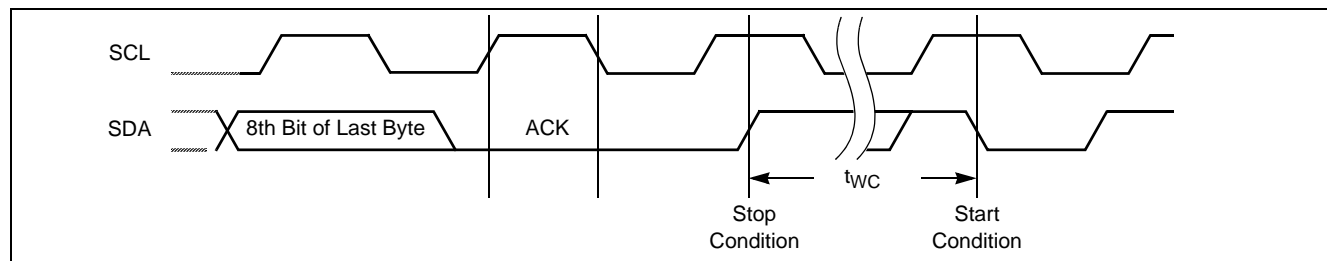 SCL
SDA
8th Bit of Last Byte
ACK
tWC
Stop
Condition
Start
Condition